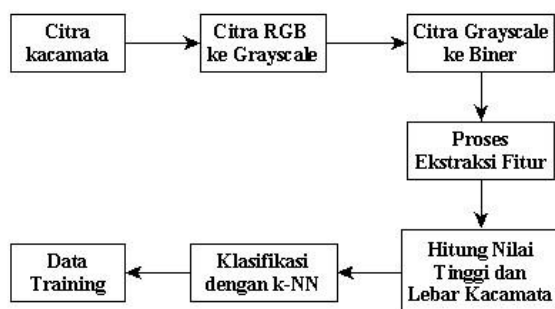 Citra
kacamata
Citra RGB
ke Grayscale
Citra Grayscale
ke Biner
Proses
Ekstraksi Fitur
Hitung Nilai
Tinggi dan
Lebar Kacamata
Klasifikasi
dengan k-NN
Data
Training